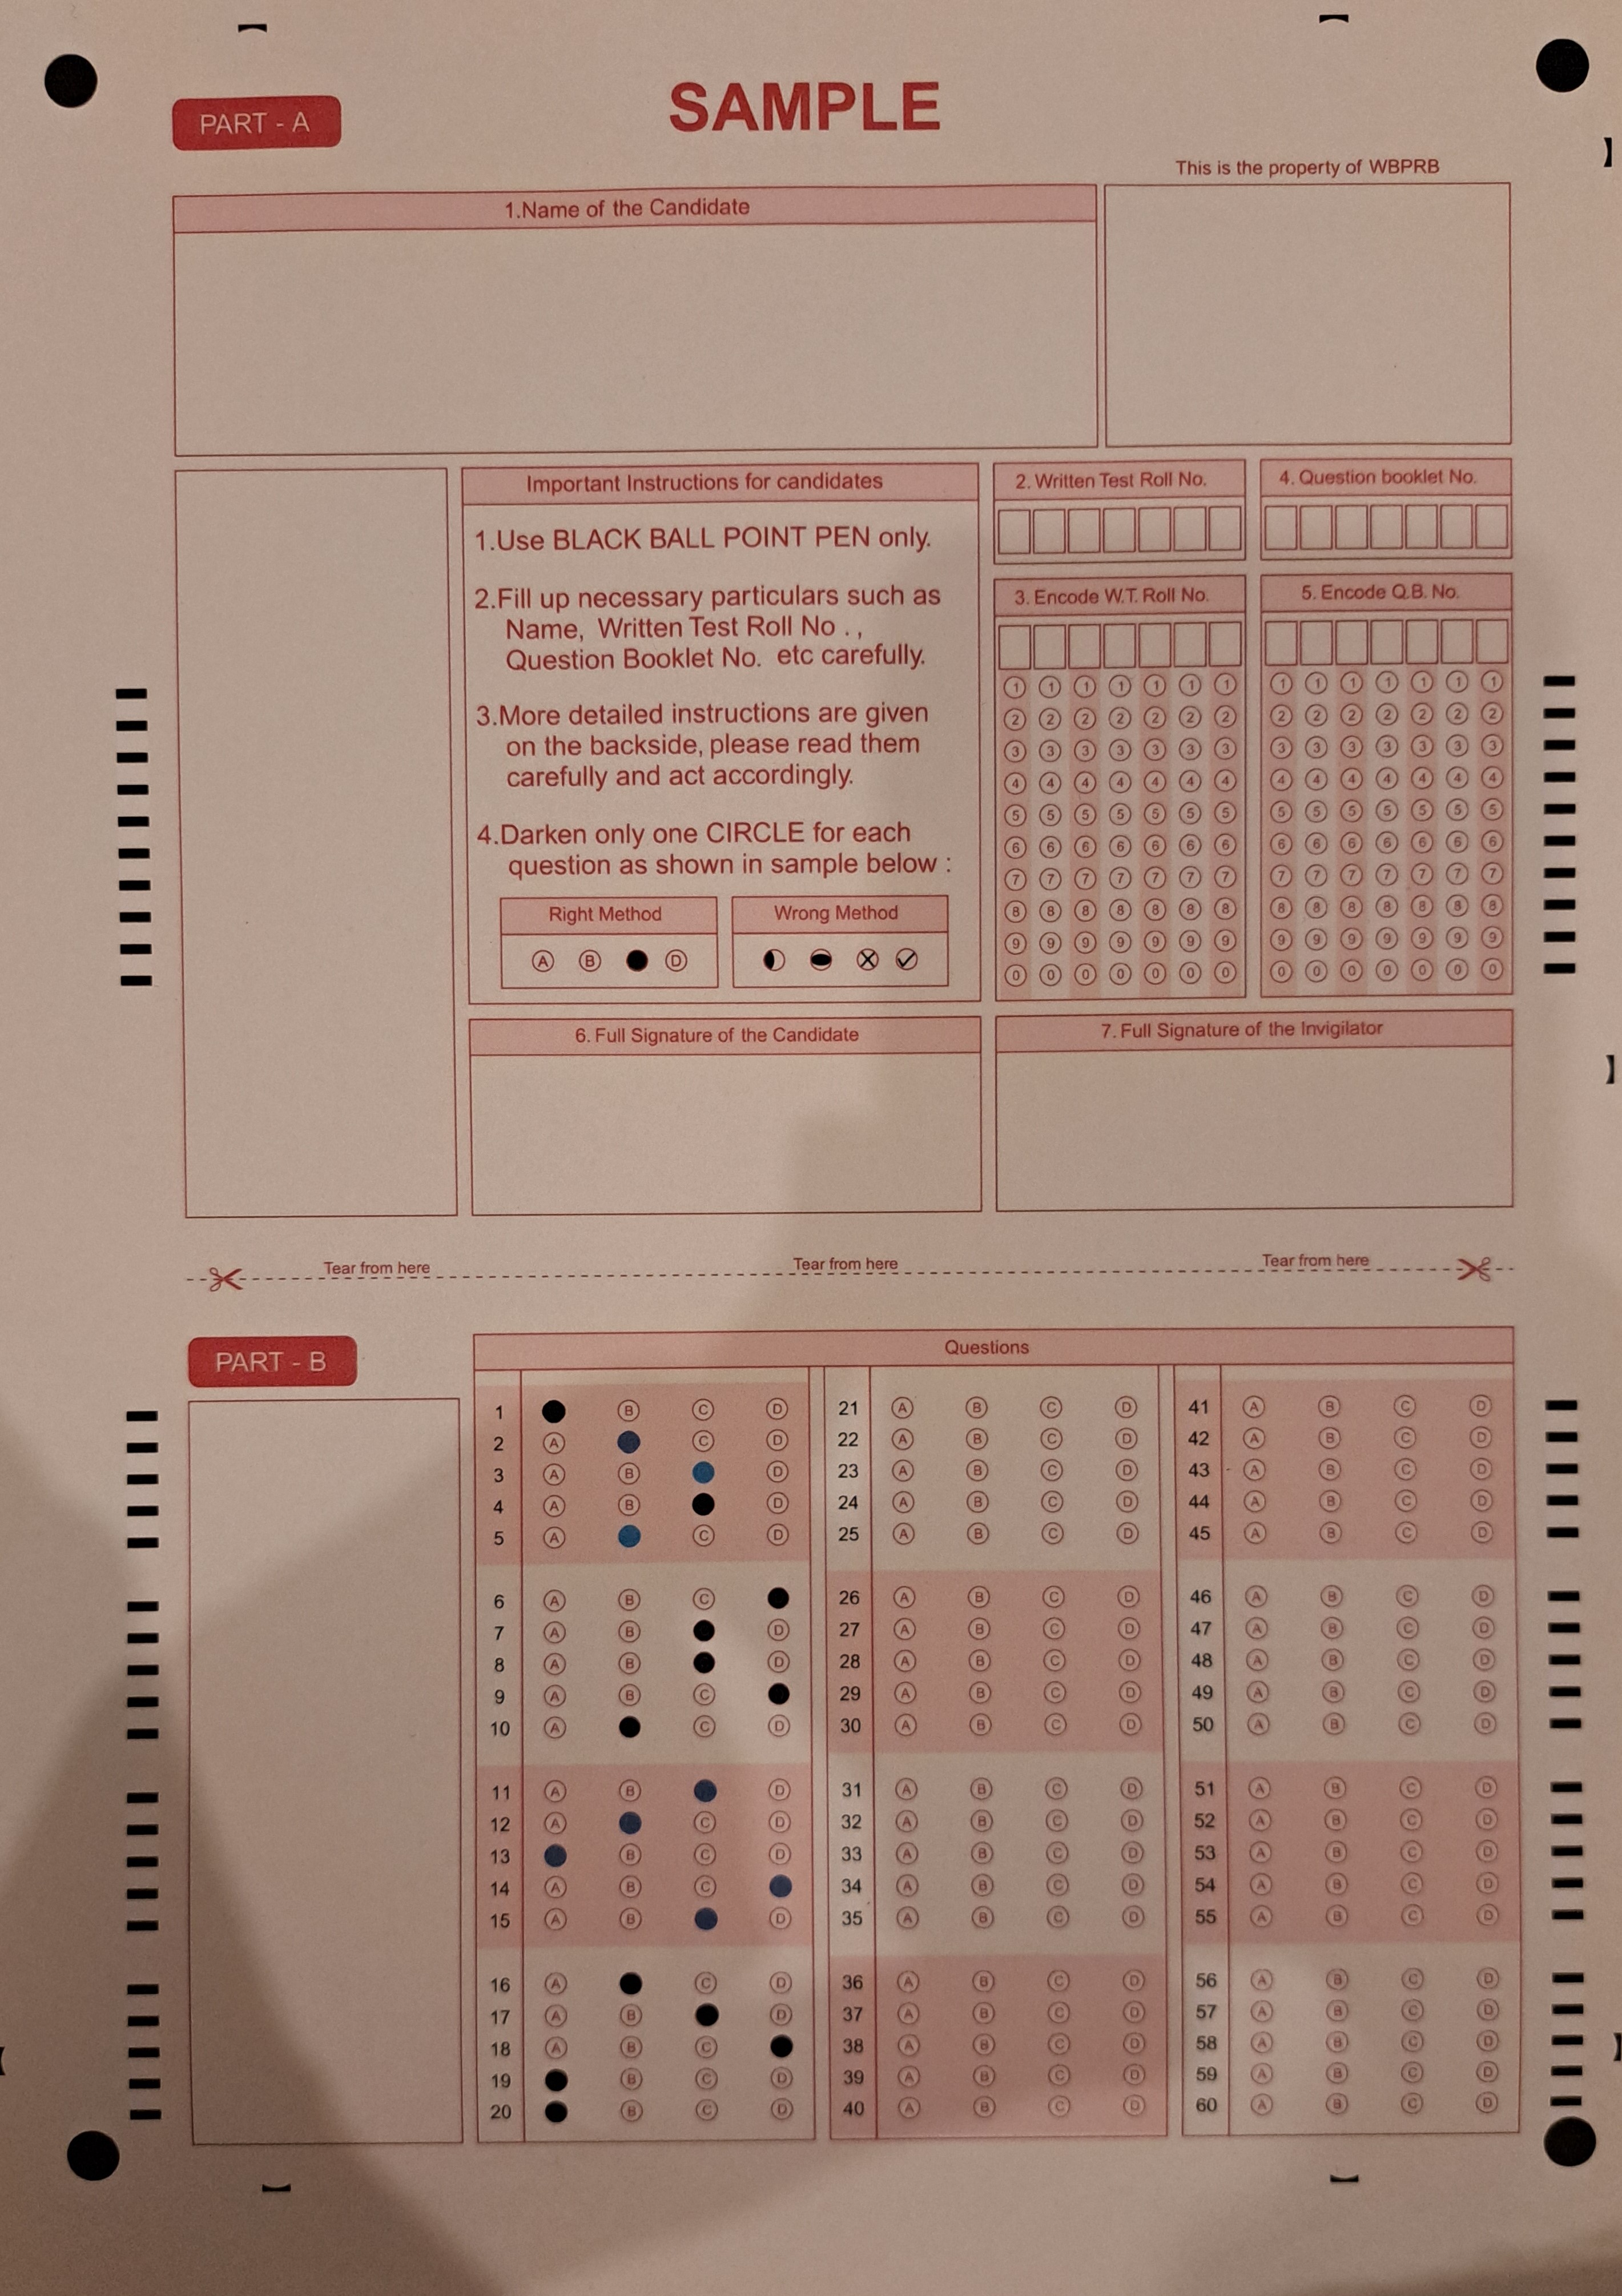 SAMPLE
PART - A
This is the property of WBPRB
1.Name of the Candidate
Important Instructions for candidates
1.Use BLACK BALL POINT PEN only.
2.Fill up necessary particulars such as
Name, Written Test Roll No . ,
Question Booklet No. etc carefully.
3.More detailed instructions are given
on the backside, please read them
carefully and act accordingly.
4.Darken only one CIRCLE for each
question as shown in sample below :
Right Method
A B D
Wrong Method
2. Written Test Roll No.
4. Question booklet No.
3. Encode W.T. Roll No.
1 1 1 1 1 1 1
2 2 2 2 2 2 2
3 3 3 3 3 3 3
4 4 4 4 4 4 4
5 5 5 5 5 5 5
6 6 6 6 6 6 6
7 7 7 7 7 7 7
8 8 8 8 8 8 8
9 9 9 9 9 9 9
0 0 0 0 0 0 0
5. Encode Q.B. No.
1 1 1 1 1 1 1
2 2 2 2 2 2 2
3 3 3 3 3 3 3
4 4 4 4 4 4 4
5 5 5 5 5 5 5
6 6 6 6 6 6 6
7 7 7 7 7 7 7
8 8 8 8 8 8 8
9 9 9 9 9 9 9
0 0 0 0 0 0 0
6. Full Signature of the Candidate
7. Full Signature of the Invigilator
Tear from here Tear from here Tear from here
PART - B
Questions
1 B C D
2 A C D
3 A B D
4 A B D
5 A C D
6 A B C
7 A B D
8 A B D
9 A B C
10 A C D
11 A B D
12 A C D
13 B C D
14 A B C
15 A B D
16 A C D
17 A B D
18 A B C
19 B C D
20 B C D
21 A B C D
22 A B C D
23 A B C D
24 A B C D
25 A B C D
26 A B C D
27 A B C D
28 A B C D
29 A B C D
30 A B C D
31 A B C D
32 A B C D
33 A B C D
34 A B C D
35 A B C D
36 A B C D
37 A B C D
38 A B C D
39 A B C D
40 A B C D
41 A B C D
42 A B C D
43 A B C D
44 A B C D
45 A B C D
46 A B C D
47 A B C D
48 A B C D
49 A B C D
50 A B C D
51 A B C D
52 A B C D
53 A B C D
54 A B C D
55 A B C D
56 A B C D
57 A B C D
58 A B C D
59 A B C D
60 A B C D